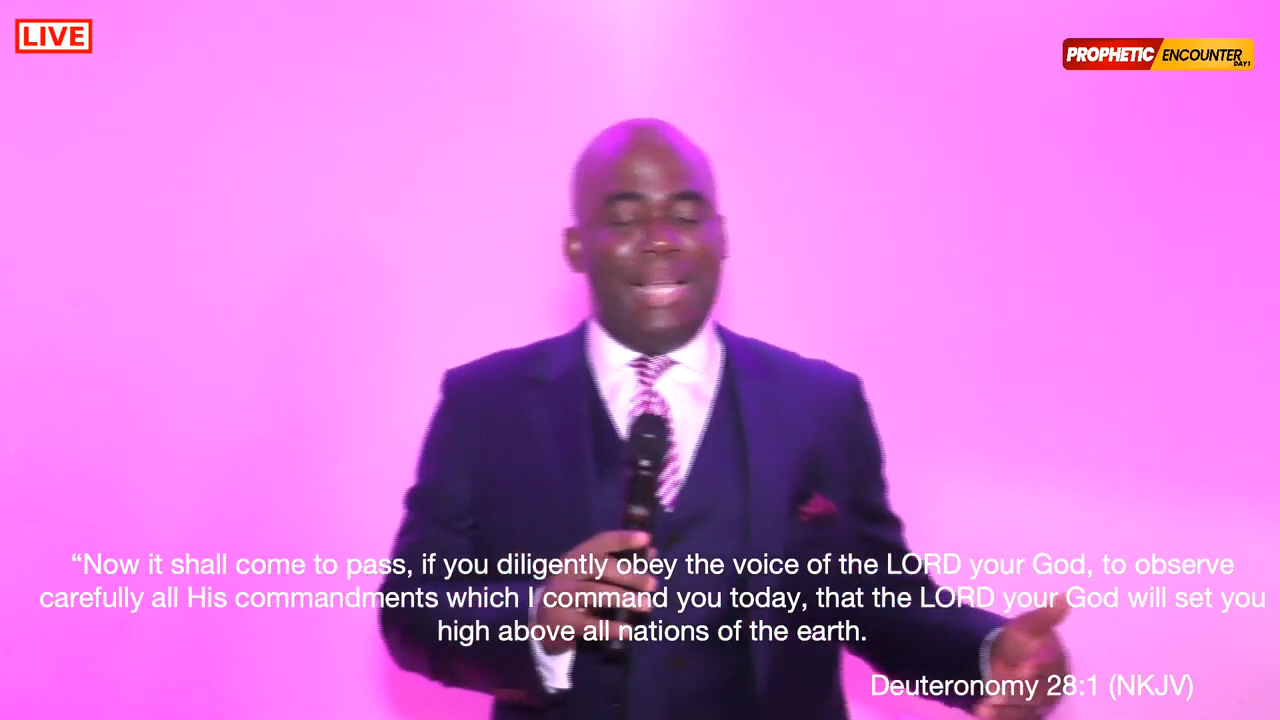 LIVE
PROPHETIC ENCOUNTER
DAY1
“Now it shall come to pass, if you diligently obey the voice of the LORD your God, to observe
carefully all His commandments which I command you today, that the LORD your God will set you
high above all nations of the earth.
Deuteronomy 28:1 (NKJV)